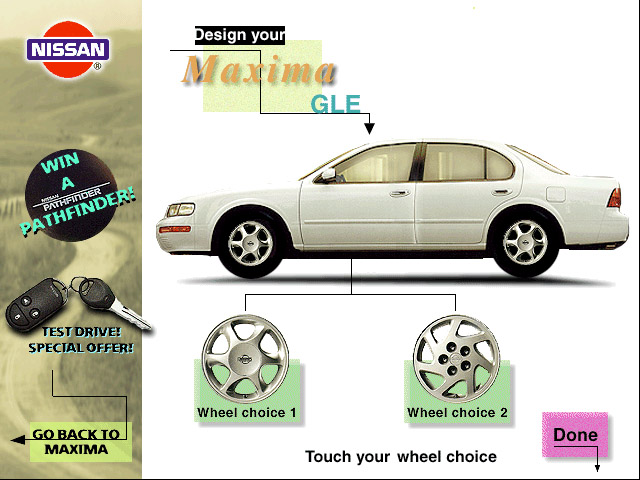 NISSAN
®
Design your
Maxima
GLE
WIN
A
NISSAN
PATHFINDER
PATHFINDER!
TEST DRIVE!
SPECIAL OFFER!
GO BACK TO
MAXIMA
Wheel choice 1
Wheel choice 2
Touch your wheel choice
Done